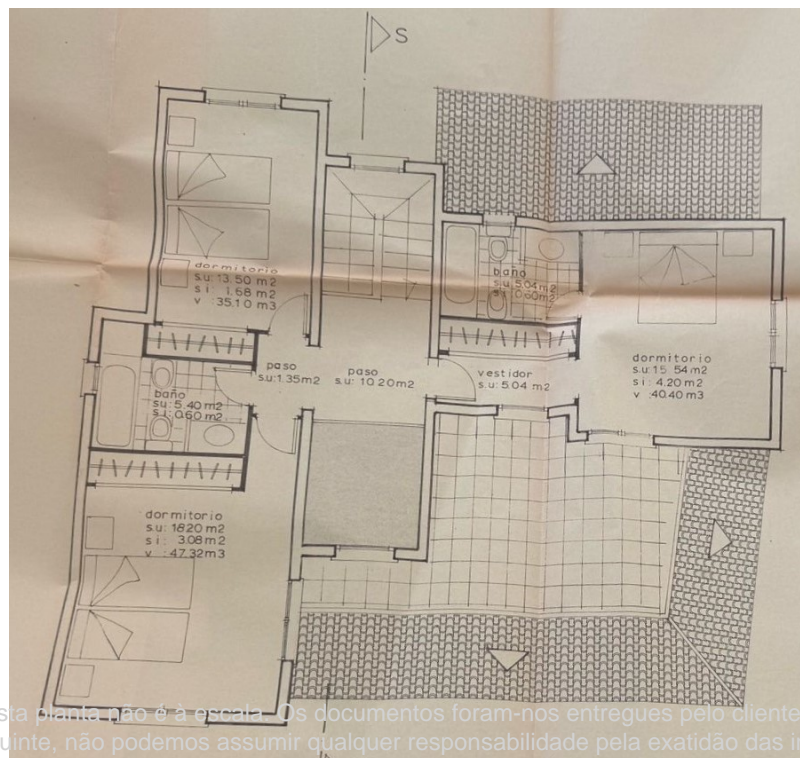 S
dormitorio
s.u: 13.50 m2
s i : 1.68 m2
v : 35.10 m3
baño
s.u: 5.04 m2
s i : 0.60 m2
paso
s.u: 1.35 m2
paso
s.u: 10.20 m2
vestidor
s.u: 5.04 m2
dormitorio
s.u: 15.54 m2
s i : 4.20 m2
v :40.40 m3
baño
s.u: 5.40 m2
s i : 0.60 m2
dormitorio
s.u: 18.20 m2
s i : 3.08 m2
v :47.32 m3
sta planta não é à escala. Os documentos foram-nos entregues pelo cliente
uinte, não podemos assumir qualquer responsabilidade pela exatidão das in